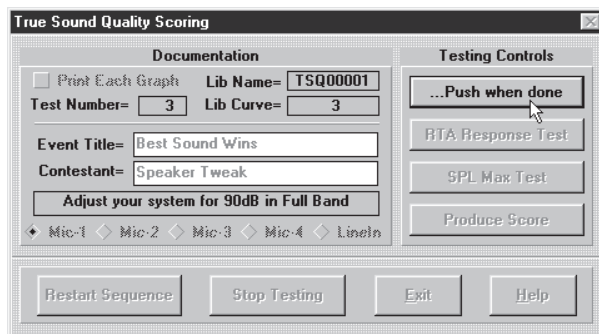 True Sound Quality Scoring
Documentation
Print Each Graph Lib Name= TSQ00001
Test Number= 3 Lib Curve= 3
Event Title= Best Sound Wins
Contestant= Speaker Tweak
Adjust your system for 90dB in Full Band
Mic-1 Mic-2 Mic-3 Mic-4 LineIn
Testing Controls
...Push when done
RTA Response Test
SPL Max Test
Produce Score
Restart Sequence Stop Testing Exit Help